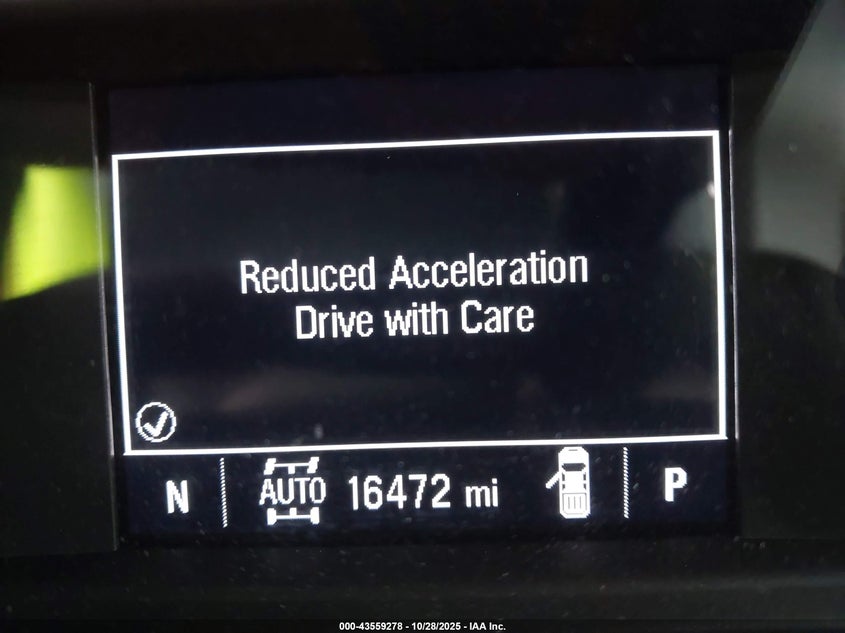 Reduced Acceleration
Drive with Care
N AUTO 16472 mi P
000-43559278 - 10/28/2025 - IAA Inc.